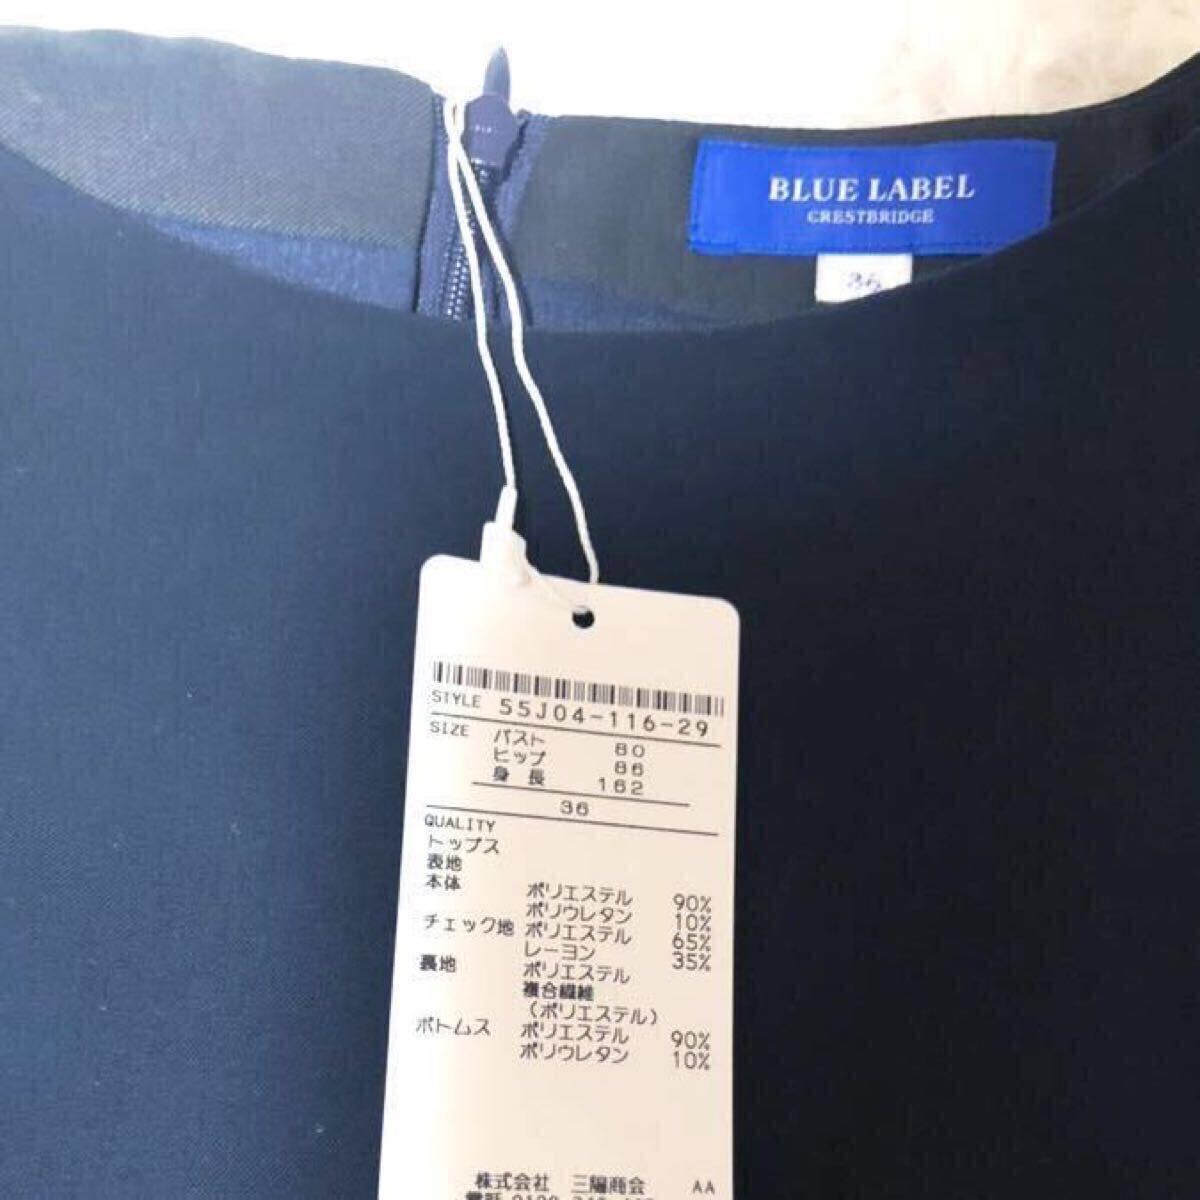 BLUE LABEL
CRESTBRIDGE
36
STYLE 55J04-116-29
SIZE バスト 80
ヒップ 86
身長 162
36
QUALITY
トップス
表地
本体 ポリエステル 90%
ポリウレタン 10%
チェック地 ポリエステル 65%
レーヨン 35%
裏地 ポリエステル
複合繊維
(ポリエステル)
ボトムス ポリエステル 90%
ポリウレタン 10%
株式会社 三陽商会 AA